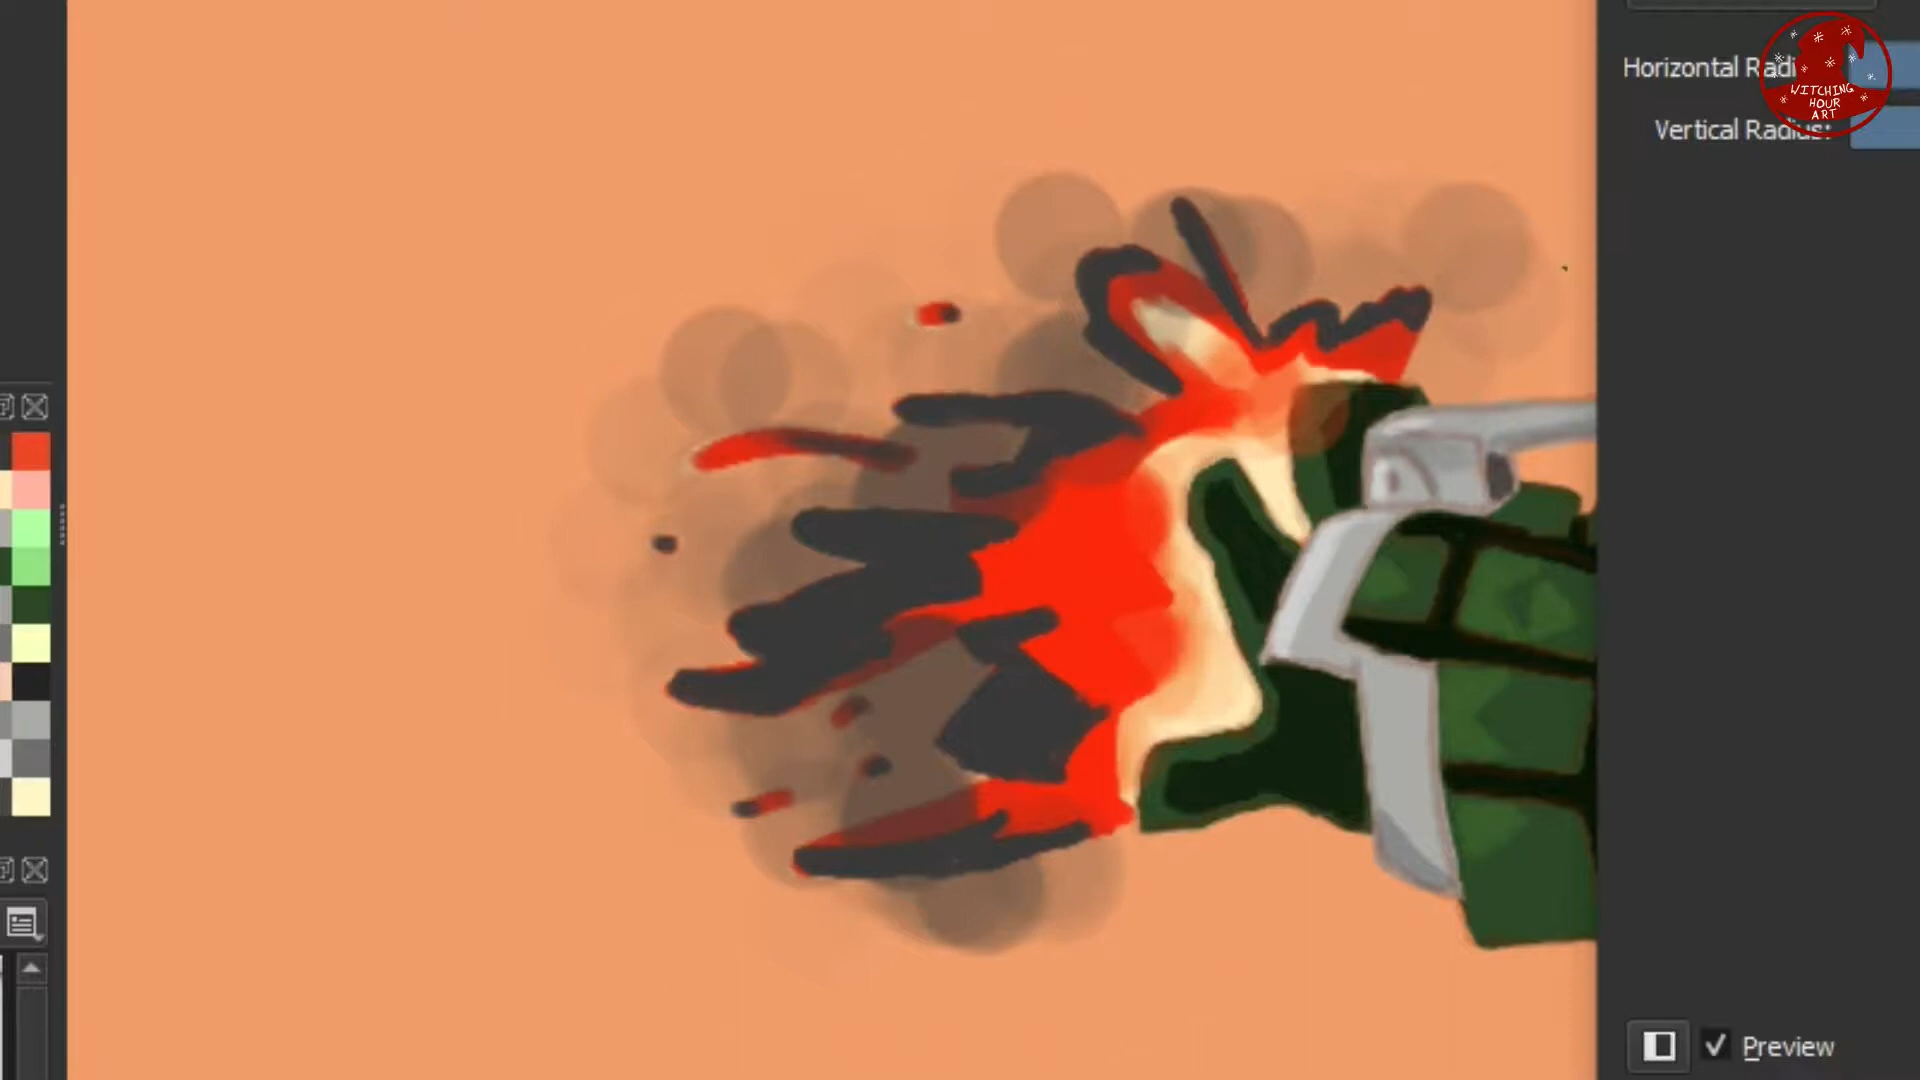 Horizontal Radi
Vertical Radius:
WITCHING
HOUR
ART
Preview